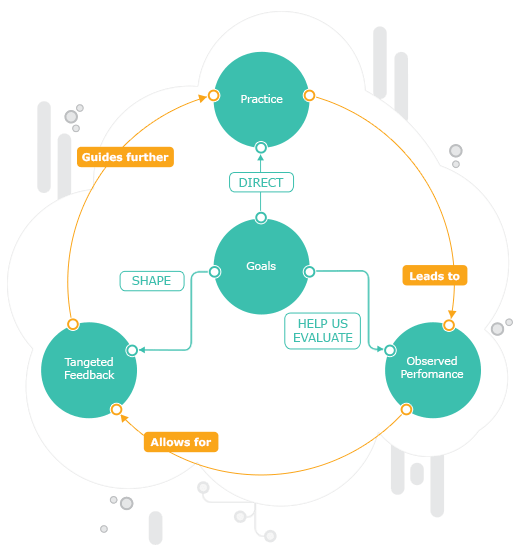 Practice
Guides further
DIRECT
Goals
SHAPE
Leads to
HELP US
EVALUATE
Tangeted
Feedback
Observed
Perfomance
Allows for